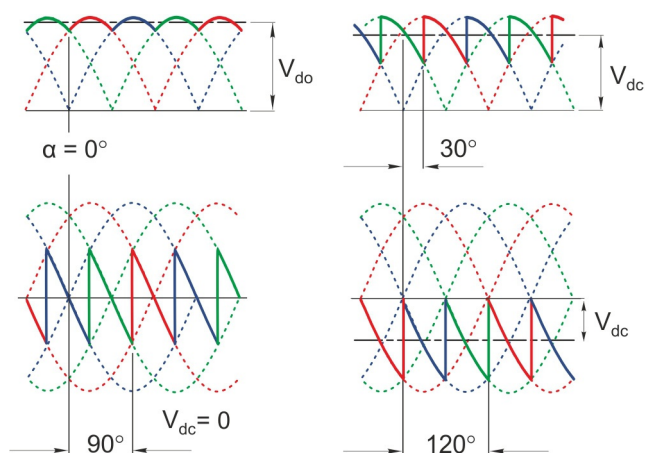 V_do
V_dc
α = 0°
30°
V_dc
V_dc = 0
90°
120°